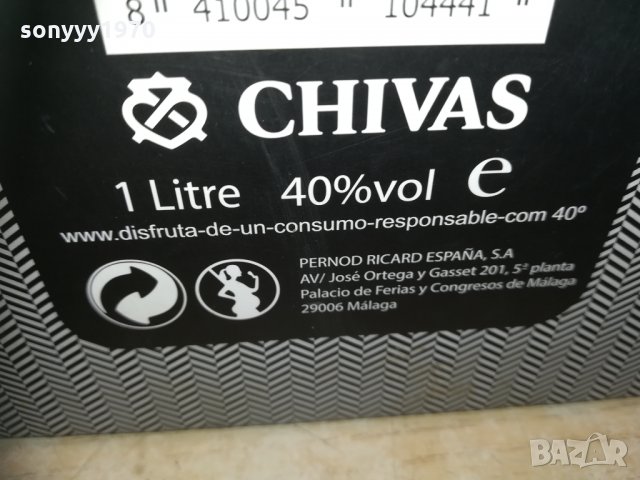 sonyyy1970
8 410045 104441
CHIVAS
1 Litre 40%vol e
www.disfruta-de-un-consumo-responsable-com 40º
PERNOD RICARD ESPAÑA, S.A
AV/ José Ortega y Gasset 201, 5ª planta
Palacio de Ferias y Congresos de Málaga
29006 Málaga
BAZAR